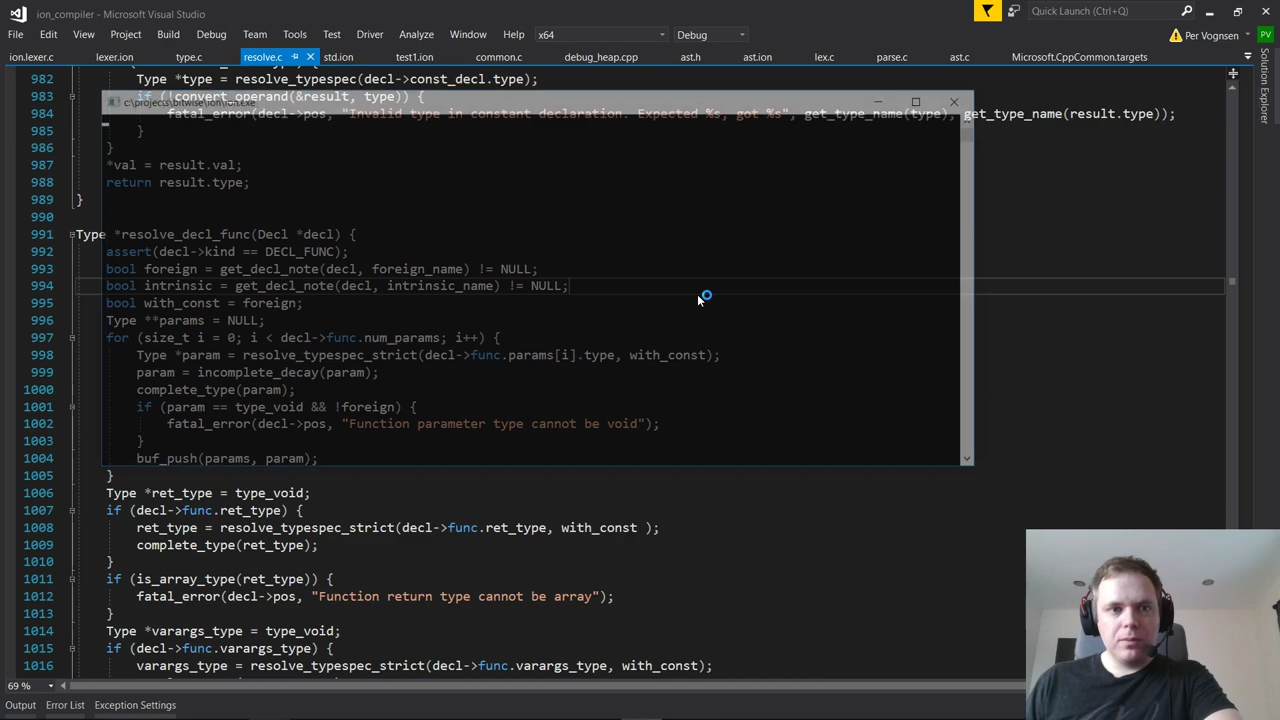 ion_compiler - Microsoft Visual Studio
Quick Launch (Ctrl+Q)
File Edit View Project Build Debug Team Tools Test Driver Analyze Window Help
x64
Debug
Per Vognsen
PV
ion.lexer.c lexer.ion type.c resolve.c std.ion test1.ion common.c debug_heap.cpp ast.h ast.ion lex.c parse.c ast.c Microsoft.CppCommon.targets
Solution Explorer
982 Type *type = resolve_typespec(decl->const_decl.type);
983 if (!convert_operand(&result, type)) {
c:\projects\bitwise\ion\ion.exe
984 fatal_error(decl->pos, "Invalid type in constant declaration. Expected %s, got %s", get_type_name(type), get_type_name(result.type));
985 }
986 }
987 *val = result.val;
988 return result.type;
989 }
990
991 Type *resolve_decl_func(Decl *decl) {
992 assert(decl->kind == DECL_FUNC);
993 bool foreign = get_decl_note(decl, foreign_name) != NULL;
994 bool intrinsic = get_decl_note(decl, intrinsic_name) != NULL;
995 bool with_const = foreign;
996 Type **params = NULL;
997 for (size_t i = 0; i < decl->func.num_params; i++) {
998 Type *param = resolve_typespec_strict(decl->func.params[i].type, with_const);
999 param = incomplete_decay(param);
1000 complete_type(param);
1001 if (param == type_void && !foreign) {
1002 fatal_error(decl->pos, "Function parameter type cannot be void");
1003 }
1004 buf_push(params, param);
1005 }
1006 Type *ret_type = type_void;
1007 if (decl->func.ret_type) {
1008 ret_type = resolve_typespec_strict(decl->func.ret_type, with_const );
1009 complete_type(ret_type);
1010 }
1011 if (is_array_type(ret_type)) {
1012 fatal_error(decl->pos, "Function return type cannot be array");
1013 }
1014 Type *varargs_type = type_void;
1015 if (decl->func.varargs_type) {
1016 varargs_type = resolve_typespec_strict(decl->func.varargs_type, with_const);
69 %
Output Error List Exception Settings